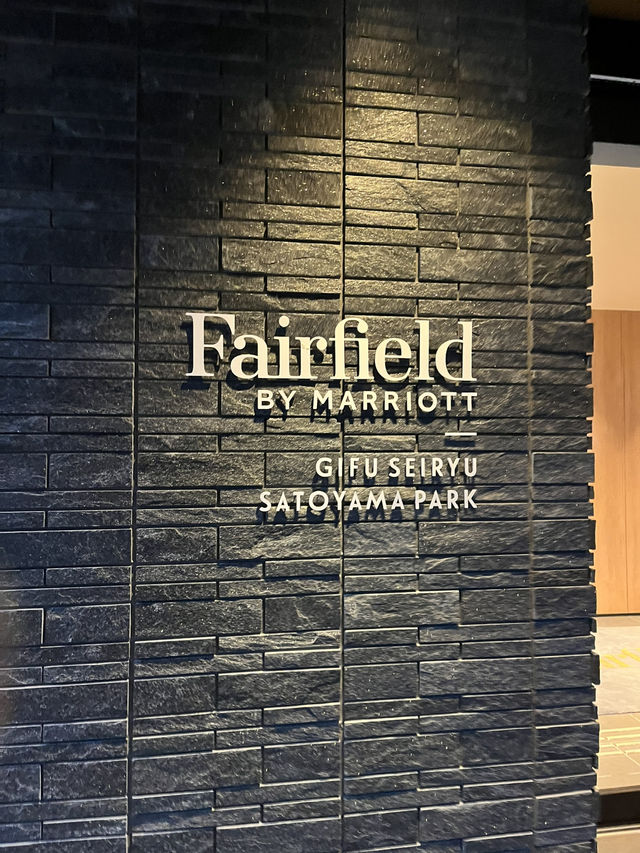 Fairfield
BY MARRIOTT
GIFU SEIRYU
SATOYAMA PARK